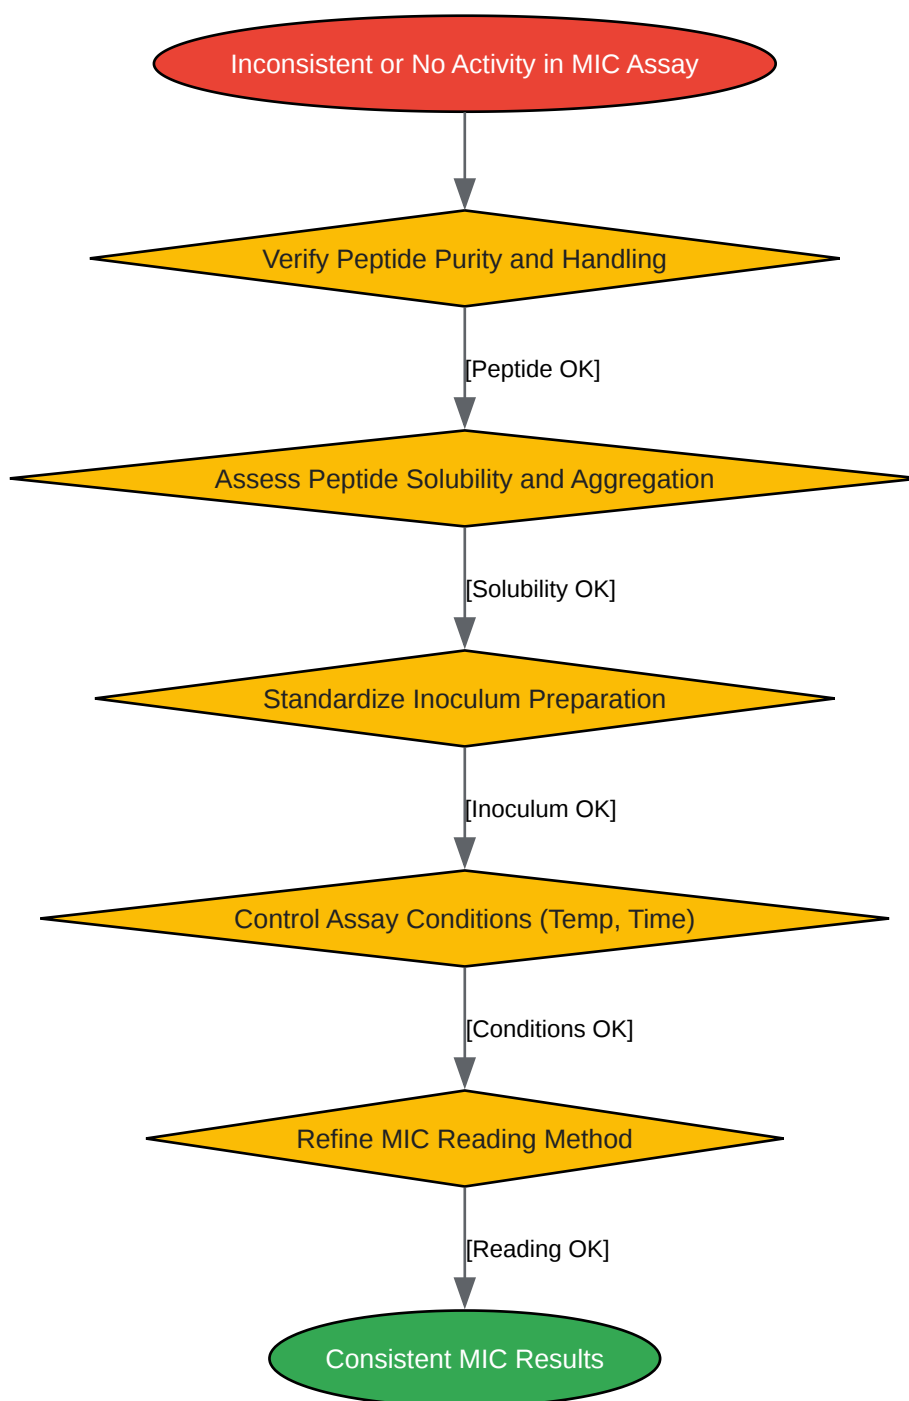 Inconsistent or No Activity in MIC Assay
Verify Peptide Purity and Handling
[Peptide OK]
Assess Peptide Solubility and Aggregation
[Solubility OK]
Standardize Inoculum Preparation
[Inoculum OK]
Control Assay Conditions (Temp, Time)
[Conditions OK]
Refine MIC Reading Method
[Reading OK]
Consistent MIC Results